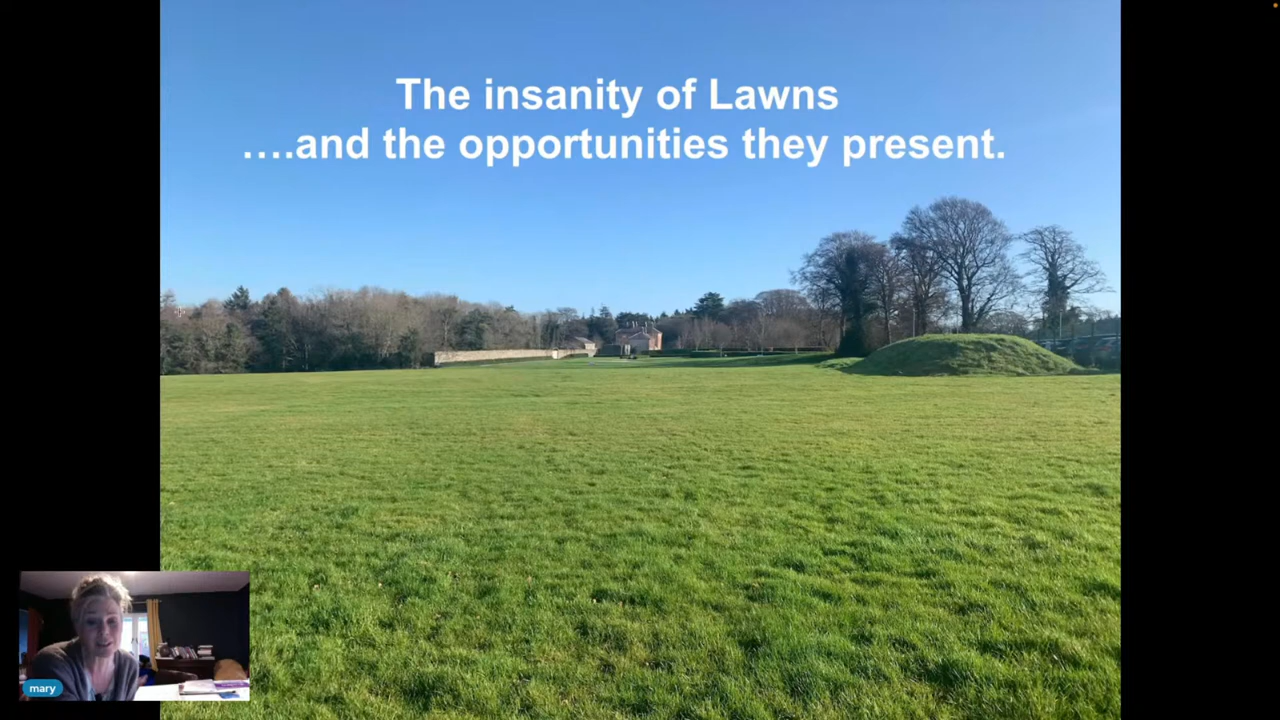 The insanity of Lawns
....and the opportunities they present.
mary